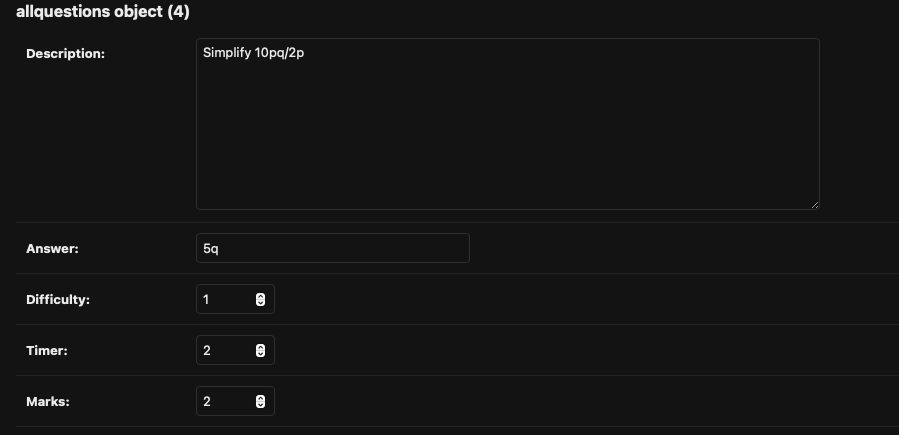 allquestions object (4)
Description:
Simplify 10pq/2p
Answer:
5q
Difficulty:
1
Timer:
2
Marks:
2